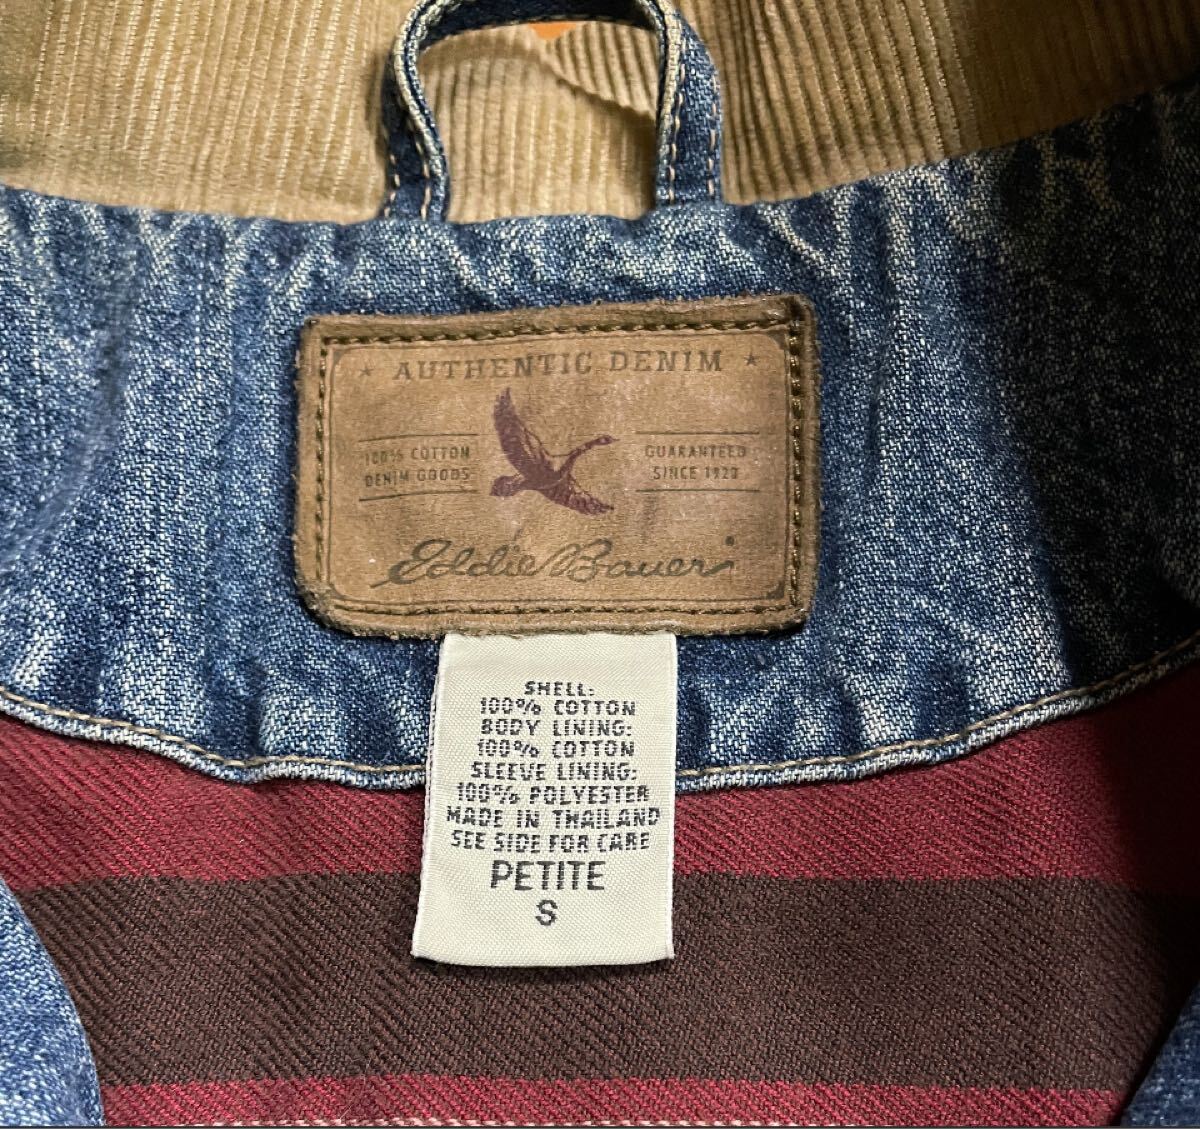 ★ AUTHENTIC DENIM ★
100% COTTON
DENIM GOODS
GUARANTEED
SINCE 1920
Eddie Bauer
SHELL:
100% COTTON
BODY LINING:
100% COTTON
SLEEVE LINING:
100% POLYESTER
MADE IN THAILAND
SEE SIDE FOR CARE
PETITE
S